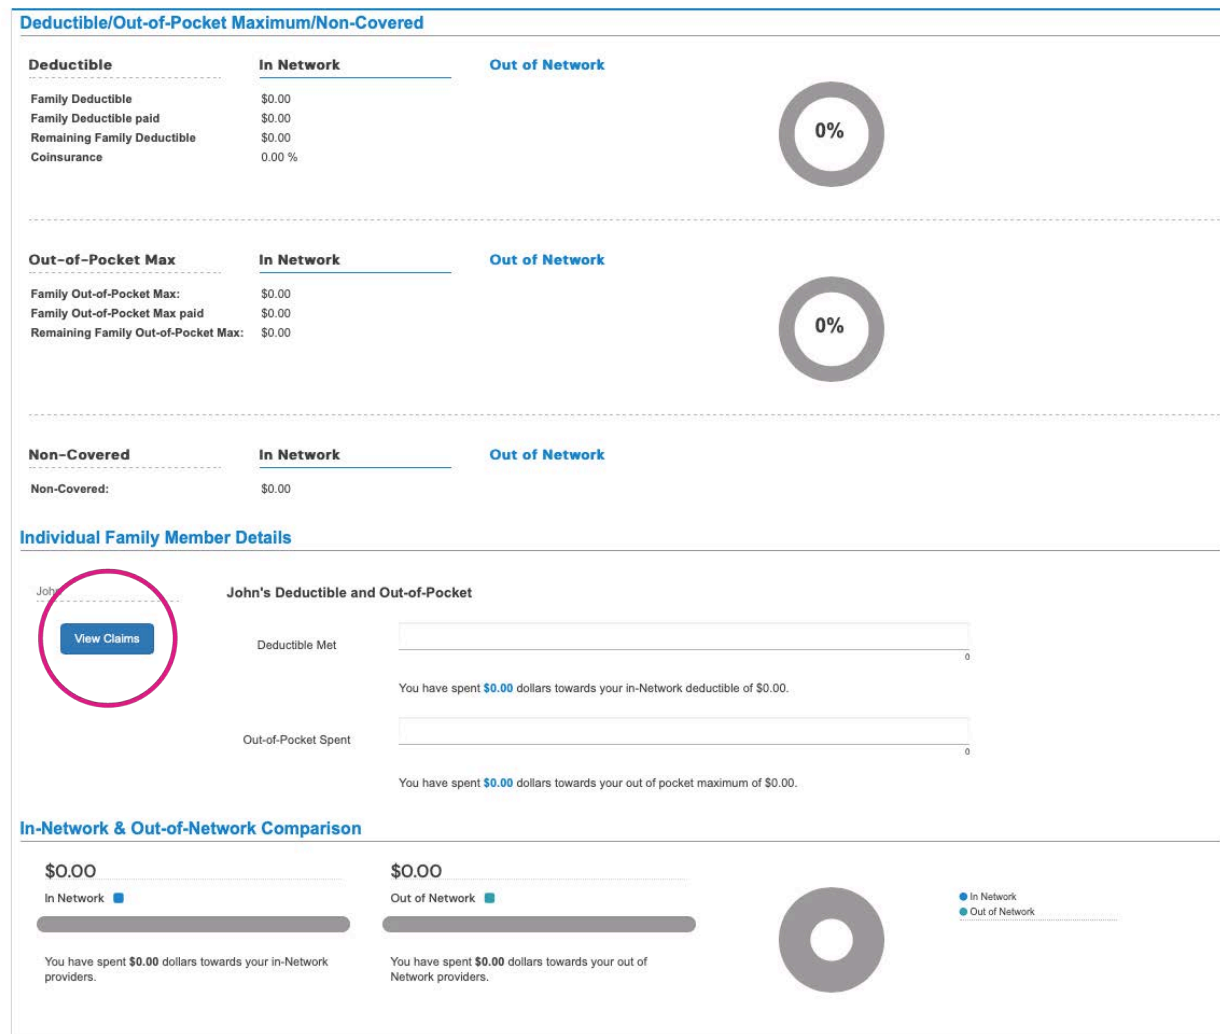 Deductible/Out-of-Pocket Maximum/Non-Covered
Deductible In Network Out of Network
Family Deductible $0.00
Family Deductible paid $0.00
Remaining Family Deductible $0.00
Coinsurance 0.00 %
0%
Out-of-Pocket Max In Network Out of Network
Family Out-of-Pocket Max: $0.00
Family Out-of-Pocket Max paid $0.00
Remaining Family Out-of-Pocket Max: $0.00
0%
Non-Covered In Network Out of Network
Non-Covered: $0.00
Individual Family Member Details
John
View Claims
John's Deductible and Out-of-Pocket
Deductible Met
0
You have spent $0.00 dollars towards your in-Network deductible of $0.00.
Out-of-Pocket Spent
0
You have spent $0.00 dollars towards your out of pocket maximum of $0.00.
In-Network & Out-of-Network Comparison
$0.00
In Network
You have spent $0.00 dollars towards your in-Network
providers.
$0.00
Out of Network
You have spent $0.00 dollars towards your out of
Network providers.
In Network
Out of Network